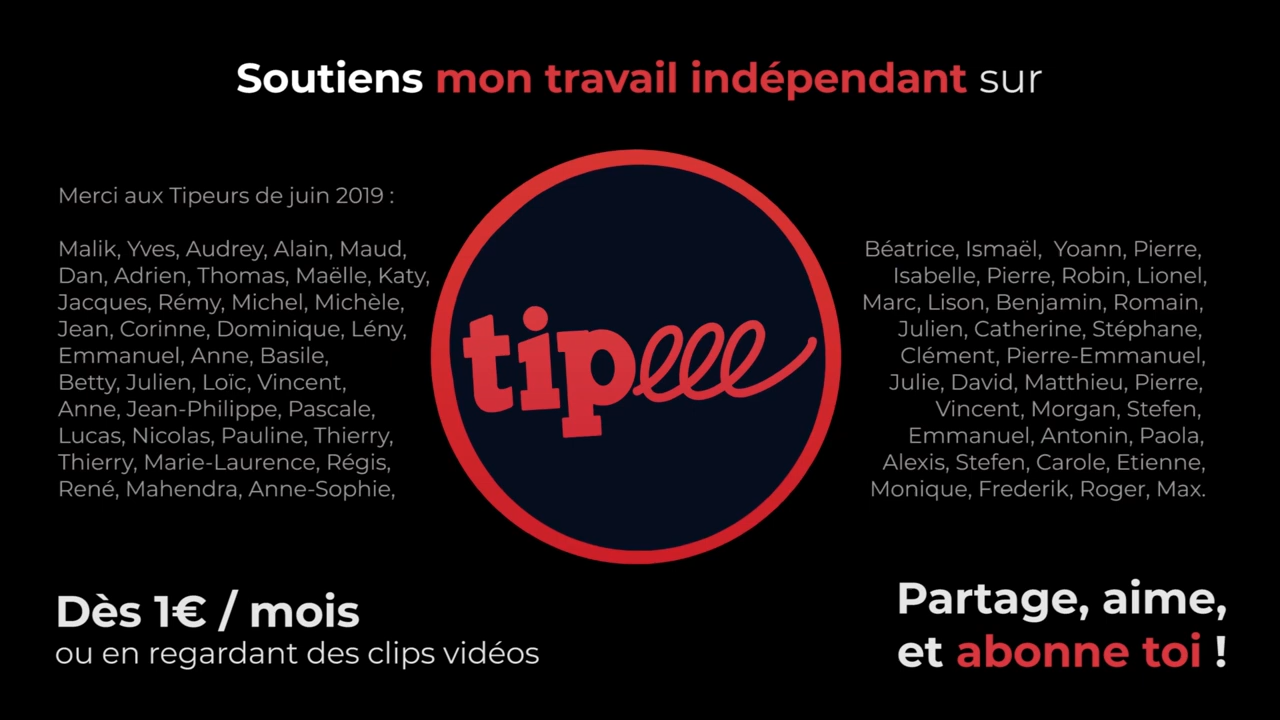 Soutiens mon travail indépendant sur
Merci aux Tipeurs de juin 2019 :
Malik, Yves, Audrey, Alain, Maud,
Dan, Adrien, Thomas, Maëlle, Katy,
Jacques, Rémy, Michel, Michèle,
Jean, Corinne, Dominique, Lény,
Emmanuel, Anne, Basile,
Betty, Julien, Loïc, Vincent,
Anne, Jean-Philippe, Pascale,
Lucas, Nicolas, Pauline, Thierry,
Thierry, Marie-Laurence, Régis,
René, Mahendra, Anne-Sophie,
tipeee
Béatrice, Ismaël, Yoann, Pierre,
Isabelle, Pierre, Robin, Lionel,
Marc, Lison, Benjamin, Romain,
Julien, Catherine, Stéphane,
Clément, Pierre-Emmanuel,
Julie, David, Matthieu, Pierre,
Vincent, Morgan, Stefen,
Emmanuel, Antonin, Paola,
Alexis, Stefen, Carole, Etienne,
Monique, Frederik, Roger, Max.
Dès 1€ / mois
ou en regardant des clips vidéos
Partage, aime,
et abonne toi !